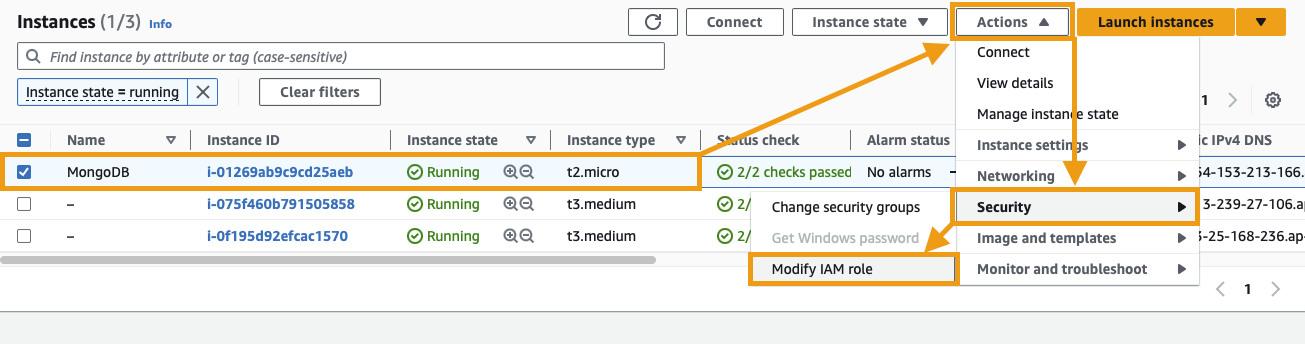 Instances (1/3) Info
Connect
Instance state
Actions
Launch instances
Find instance by attribute or tag (case-sensitive)
Instance state = running
Clear filters
1
Connect
View details
Manage instance state
Instance settings
Networking
Security
Image and templates
Monitor and troubleshoot
Change security groups
Get Windows password
Modify IAM role
Name Instance ID Instance state Instance type Status check Alarm status IPv4 DNS
MongoDB i-01269ab9c9cd25aeb Running t2.micro 2/2 checks passed No alarms 54-153-213-166.
– i-075f460b791505858 Running t3.medium 2/ 3-239-27-106.ap
– i-0f195d92efcac1570 Running t3.medium 2/ 3-25-168-236.ap-
1